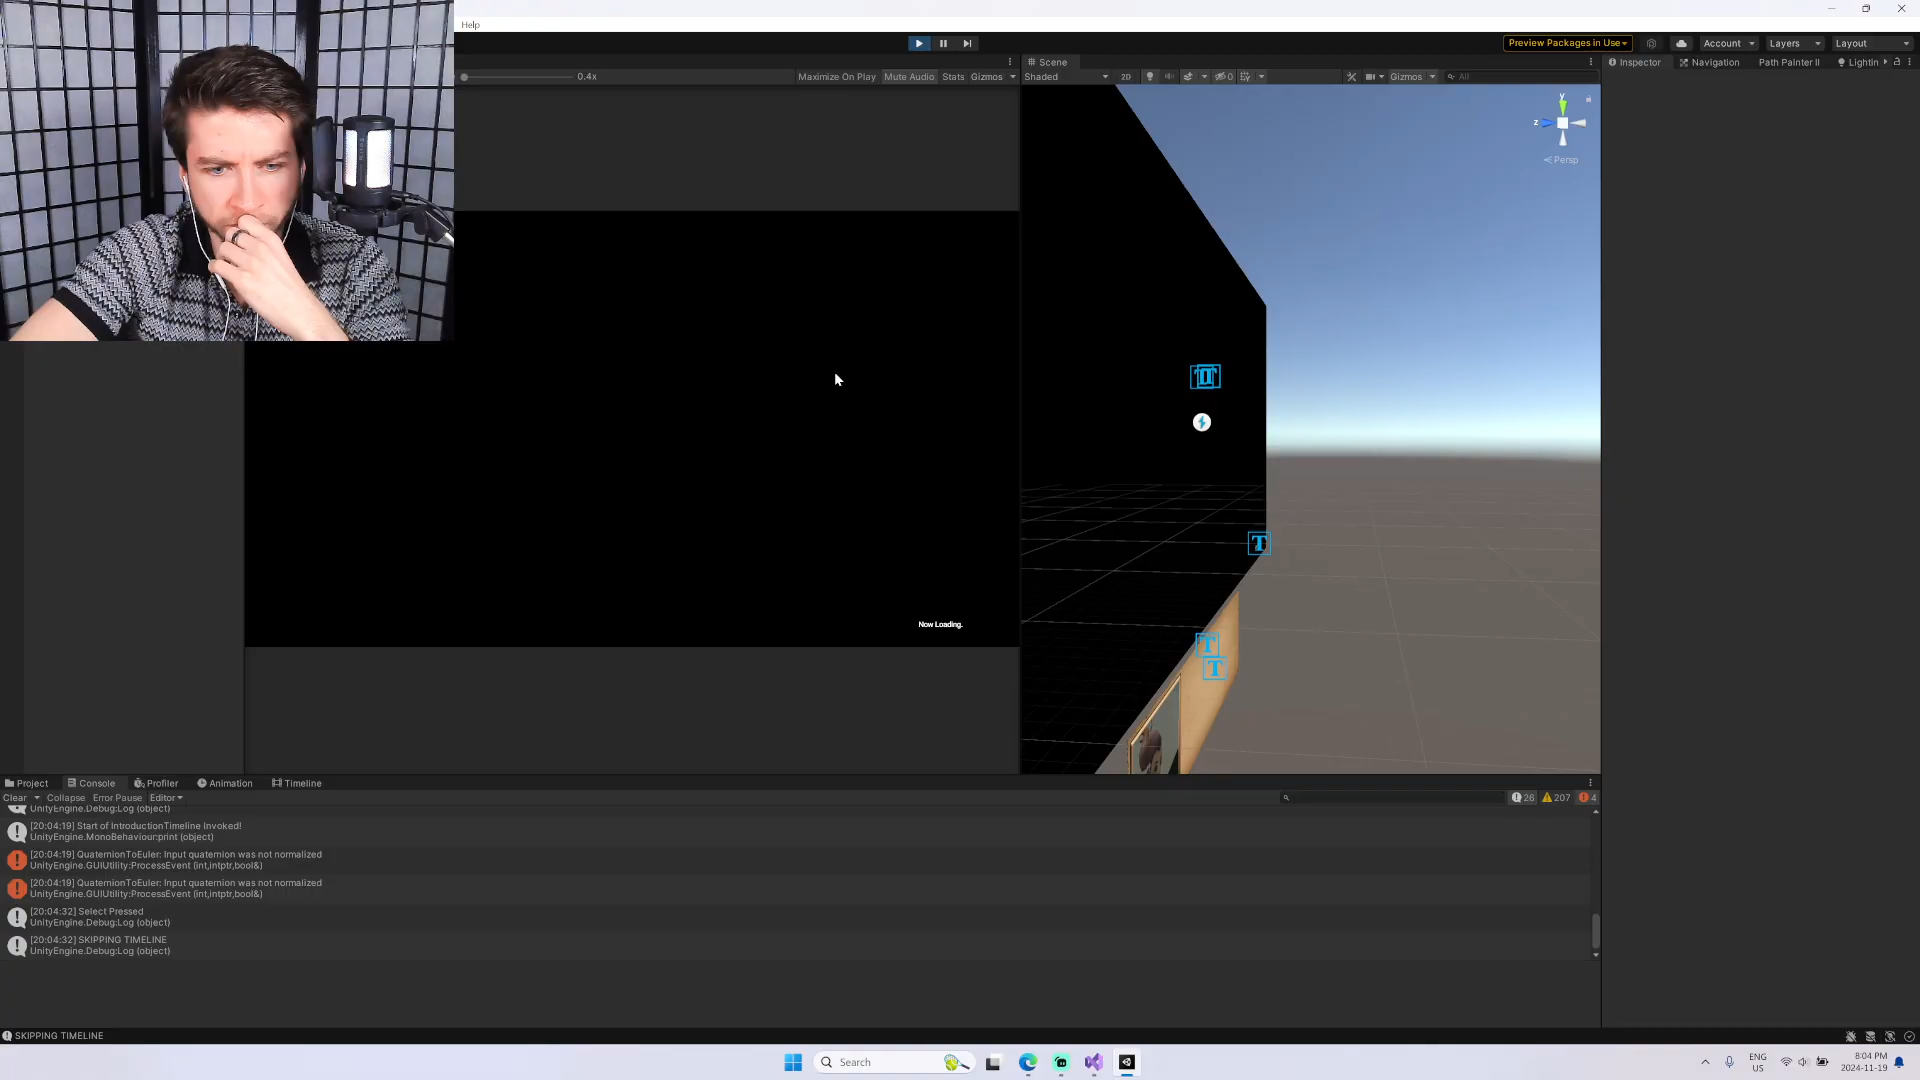 Help
Preview Packages in Use
Account
Layers
Layout
0.4x
Maximize On Play
Mute Audio
Stats
Gizmos
Scene
Shaded
2D
0
Gizmos
All
Inspector
Navigation
Path Painter II
Lightin
y
z
Persp
Now Loading.
T
T
T
T
Project
Console
Profiler
Animation
Timeline
Clear
Collapse
Error Pause
Editor
26
207
4
UnityEngine.Debug:Log (object)
[20:04:19] Start of IntroductionTimeline Invoked!
UnityEngine.MonoBehaviour:print (object)
[20:04:19] QuaternionToEuler: Input quaternion was not normalized
UnityEngine.GUIUtility:ProcessEvent (int,intptr,bool&)
[20:04:19] QuaternionToEuler: Input quaternion was not normalized
UnityEngine.GUIUtility:ProcessEvent (int,intptr,bool&)
[20:04:32] Select Pressed
UnityEngine.Debug:Log (object)
[20:04:32] SKIPPING TIMELINE
UnityEngine.Debug:Log (object)
SKIPPING TIMELINE
Search
ENG
US
8:04 PM
2024-11-19